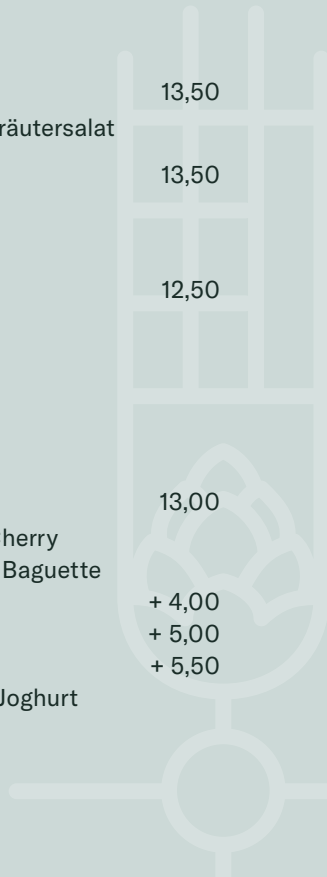 13,50
räutersalat
13,50
12,50
13,00
herry
Baguette
+ 4,00
+ 5,00
+ 5,50
Joghurt